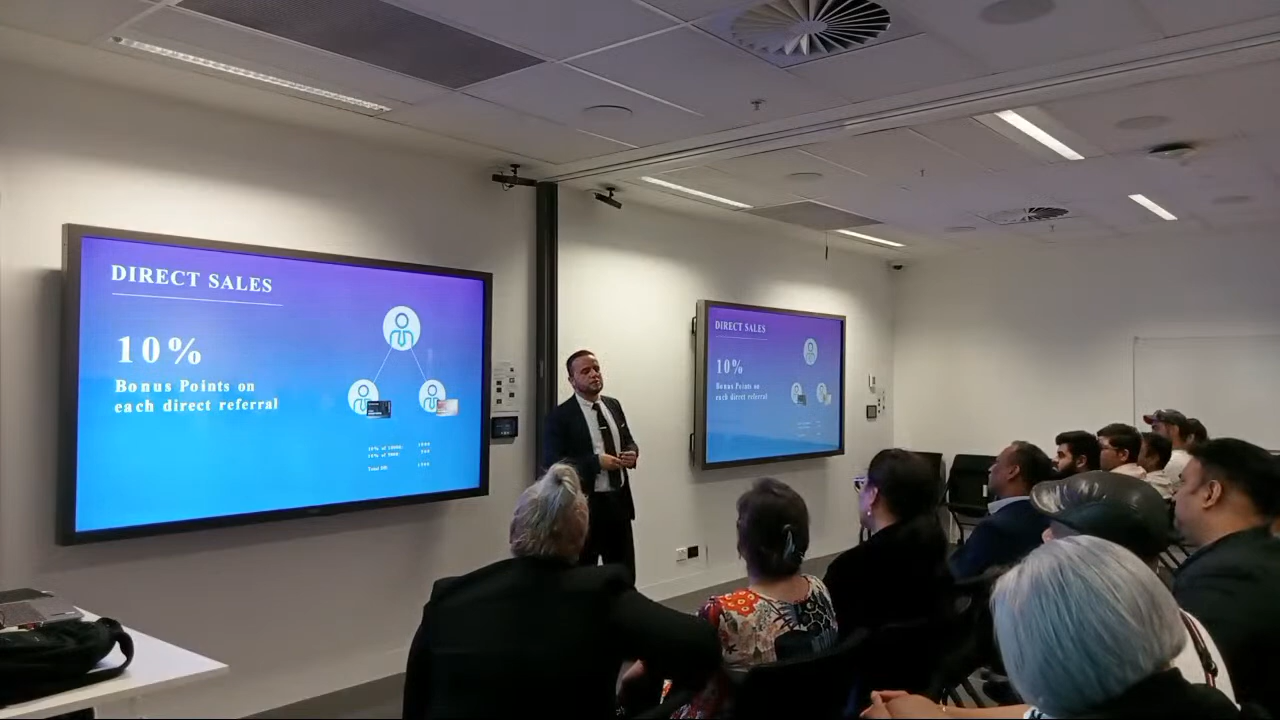 DIRECT SALES
10%
Bonus Points on
each direct referral
DIRECT SALES
10%
Bonus Points on
each direct referral